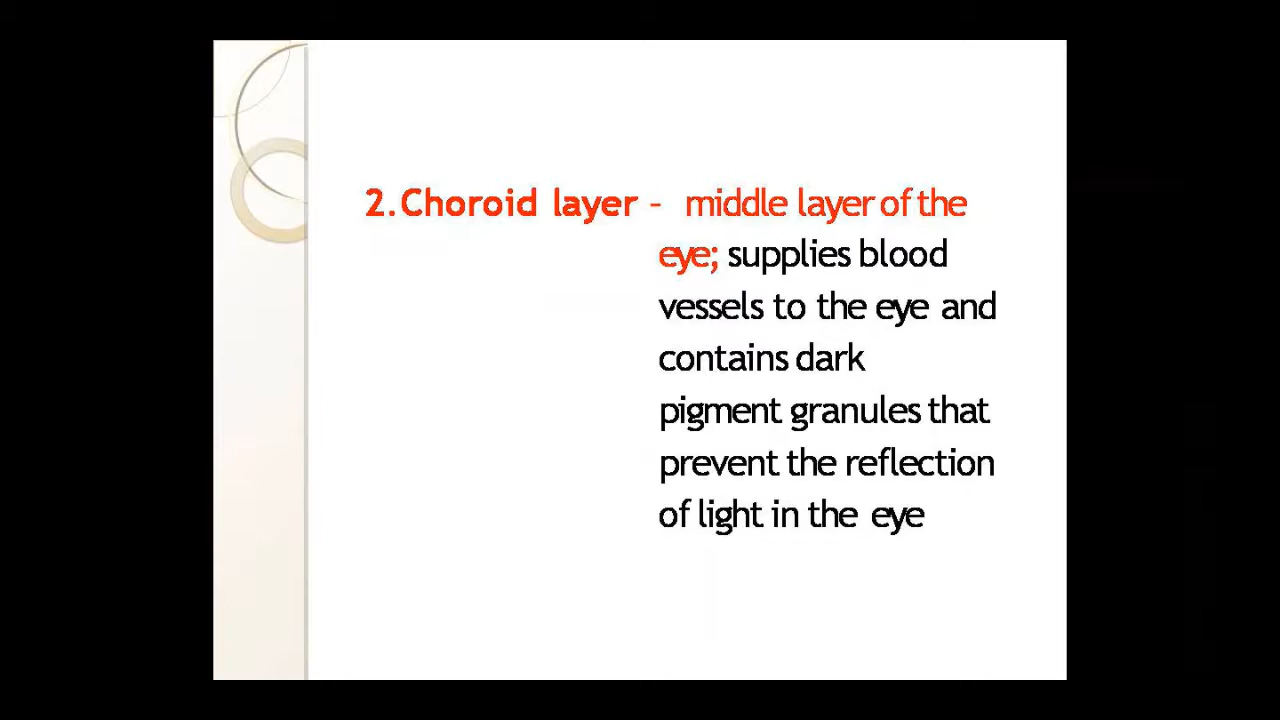 2.Choroid layer – middle layer of the
eye; supplies blood
vessels to the eye and
contains dark
pigment granules that
prevent the reflection
of light in the eye